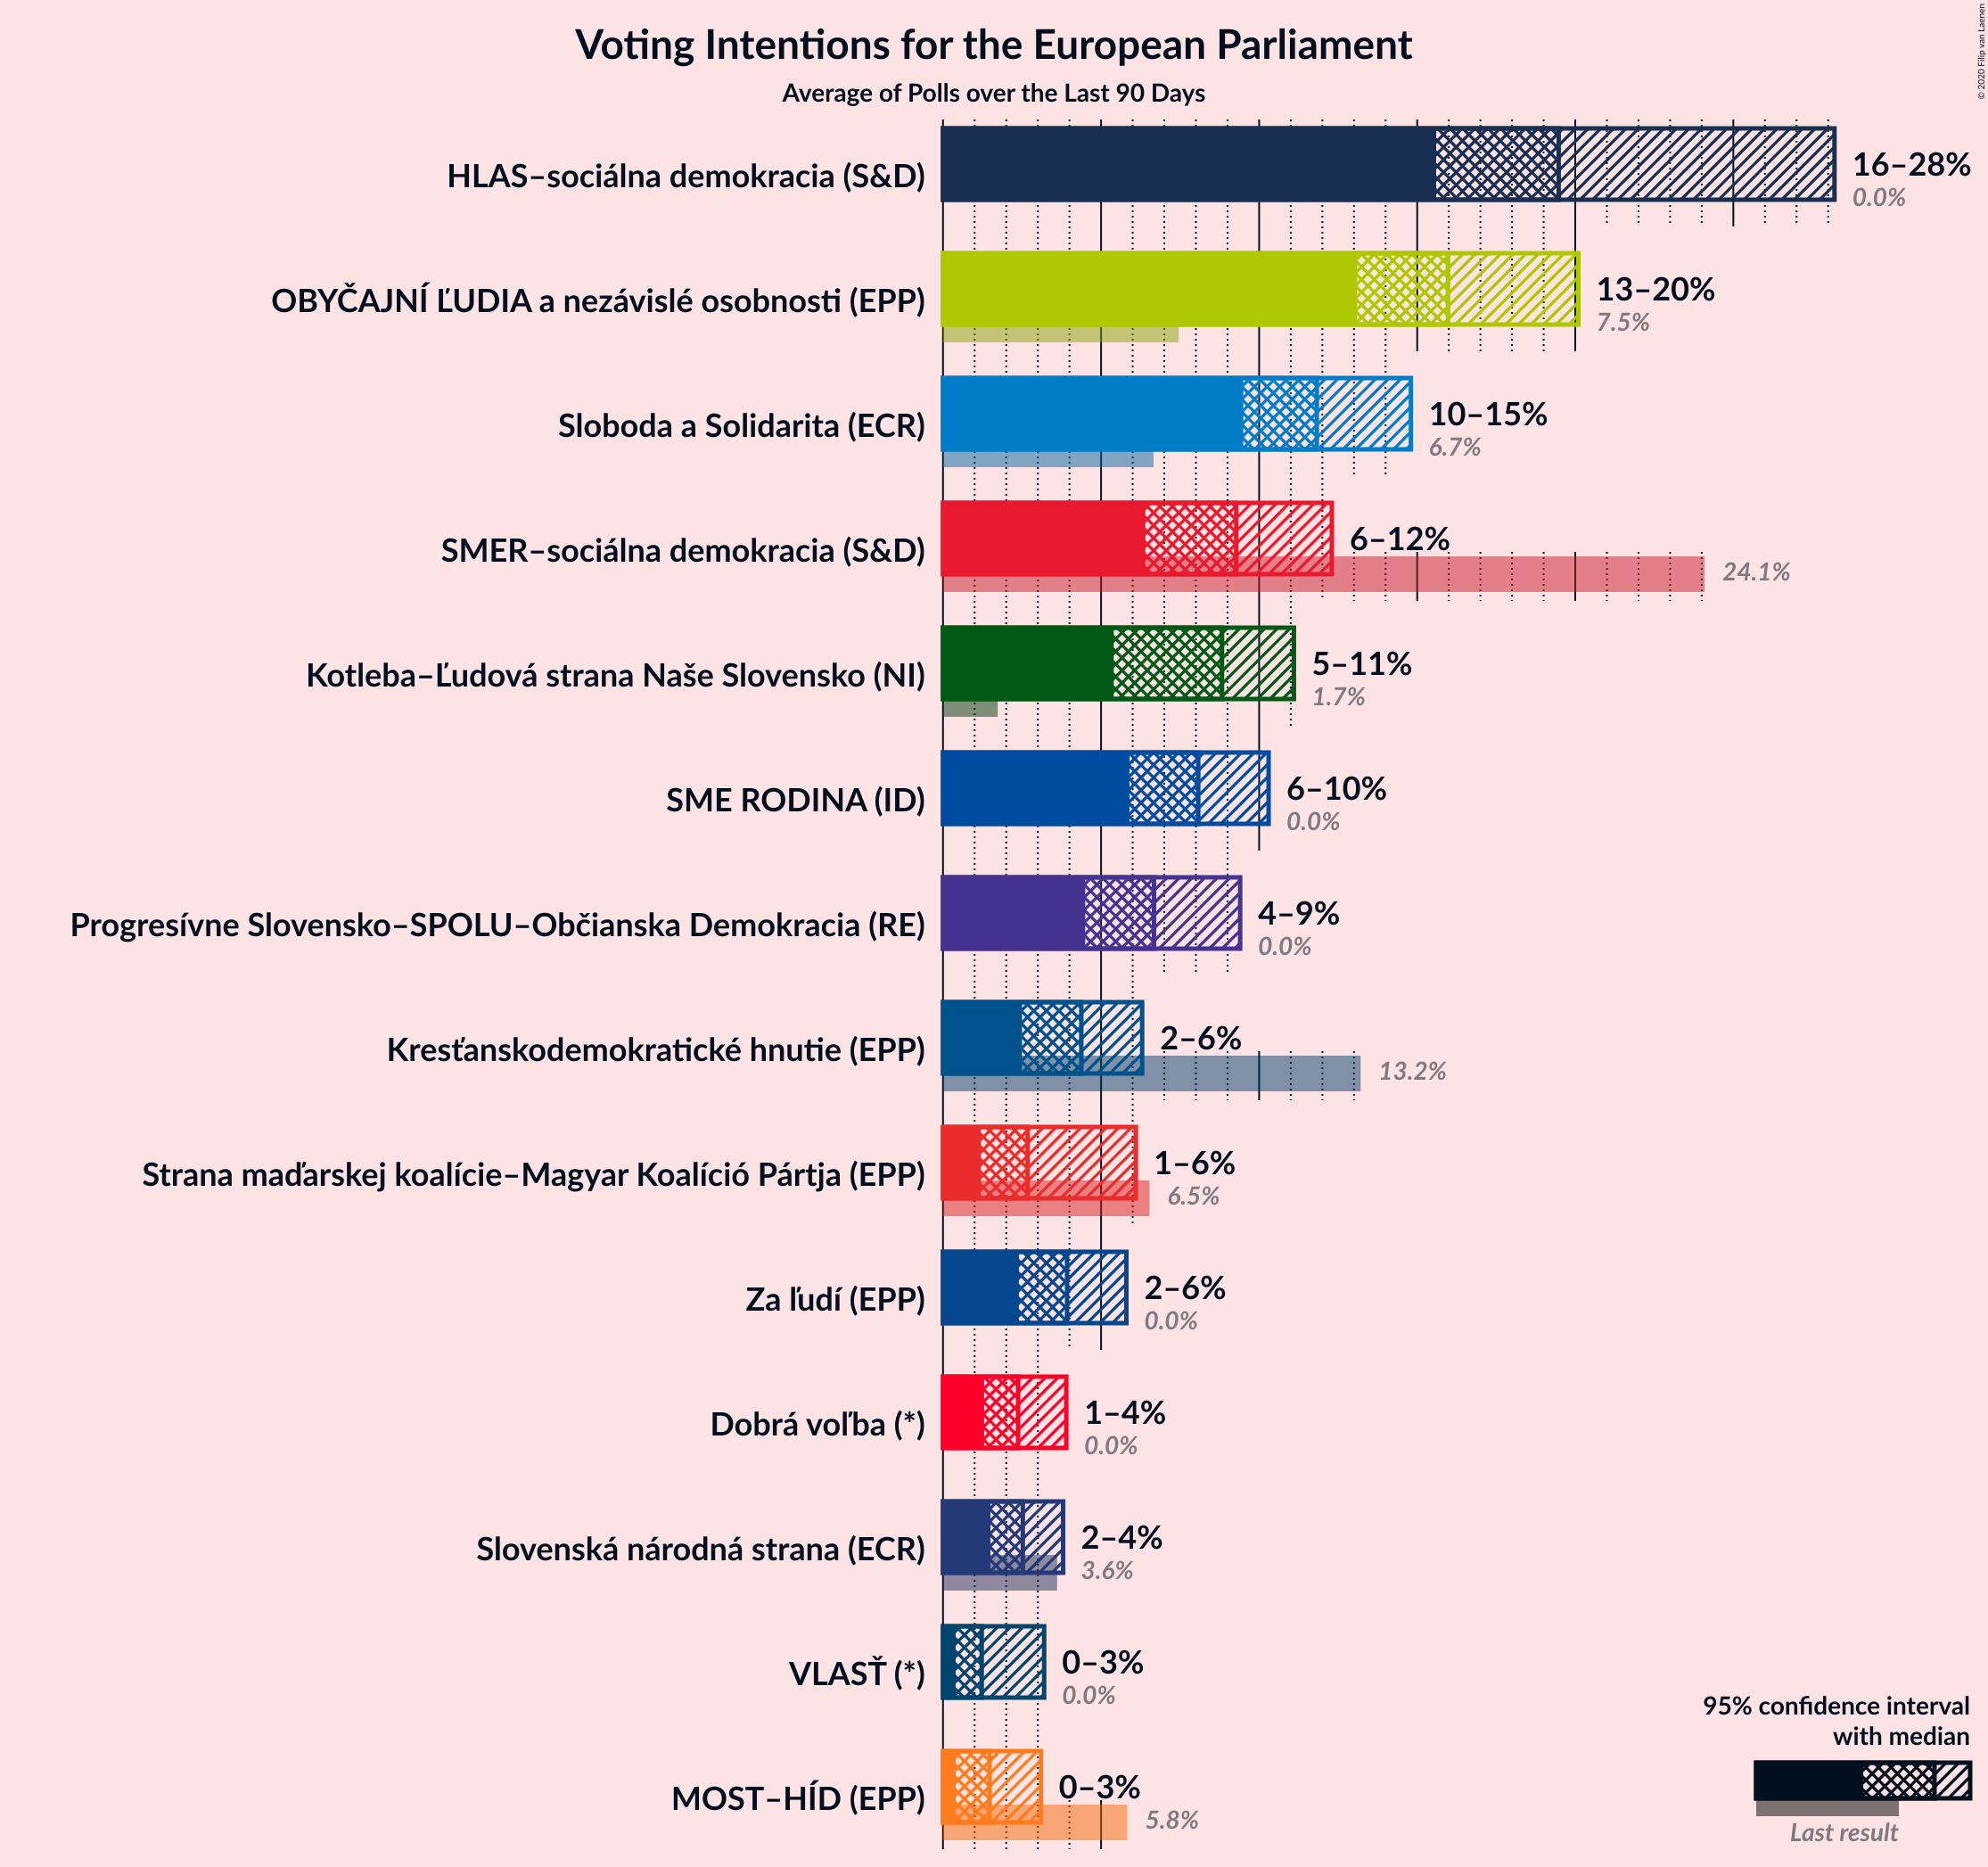 Voting Intentions for the European Parliament
Average of Polls over the Last 90 Days
© 2020 Filip van Laenen
HLAS–sociálna demokracia (S&D)
16–28%
0.0%
OBYČAJNÍ ĽUDIA a nezávislé osobnosti (EPP)
13–20%
7.5%
Sloboda a Solidarita (ECR)
10–15%
6.7%
SMER–sociálna demokracia (S&D)
6–12%
24.1%
Kotleba–Ľudová strana Naše Slovensko (NI)
5–11%
1.7%
SME RODINA (ID)
6–10%
0.0%
Progresívne Slovensko–SPOLU–Občianska Demokracia (RE)
4–9%
0.0%
Kresťanskodemokratické hnutie (EPP)
2–6%
13.2%
Strana maďarskej koalície–Magyar Koalíció Pártja (EPP)
1–6%
6.5%
Za ľudí (EPP)
2–6%
0.0%
Dobrá voľba (*)
1–4%
0.0%
Slovenská národná strana (ECR)
2–4%
3.6%
VLASŤ (*)
0–3%
0.0%
MOST–HÍD (EPP)
0–3%
5.8%
95% confidence interval
with median
Last result